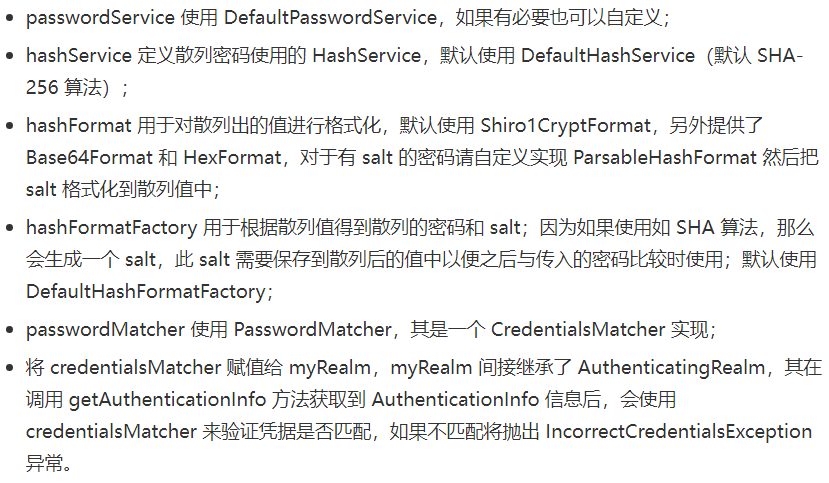 • passwordService 使用 DefaultPasswordService，如果有必要也可以自定义；
• hashService 定义散列密码使用的 HashService，默认使用 DefaultHashService（默认 SHA-
256 算法）；
• hashFormat 用于对散列出的值进行格式化，默认使用 Shiro1CryptFormat，另外提供了
Base64Format 和 HexFormat，对于有 salt 的密码请自定义实现 ParsableHashFormat 然后把
salt 格式化到散列值中；
• hashFormatFactory 用于根据散列值得到散列的密码和 salt；因为如果使用如 SHA 算法，那么
会生成一个 salt，此 salt 需要保存到散列后的值中以便之后与传入的密码比较时使用；默认使用
DefaultHashFormatFactory；
• passwordMatcher 使用 PasswordMatcher，其是一个 CredentialsMatcher 实现；
• 将 credentialsMatcher 赋值给 myRealm，myRealm 间接继承了 AuthenticatingRealm，其在
调用 getAuthenticationInfo 方法获取到 AuthenticationInfo 信息后，会使用
credentialsMatcher 来验证凭据是否匹配，如果不匹配将抛出 IncorrectCredentialsException
异常。